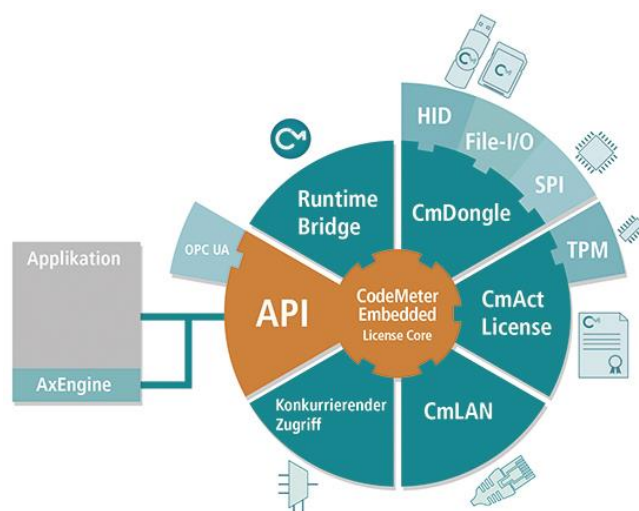 HID
File-I/O
SPI
TPM
Runtime
Bridge
CmDongle
OPC UA
Applikation
API
CodeMeter
Embedded
License Core
CmAct
License
AxEngine
Konkurrierender
Zugriff
CmLAN